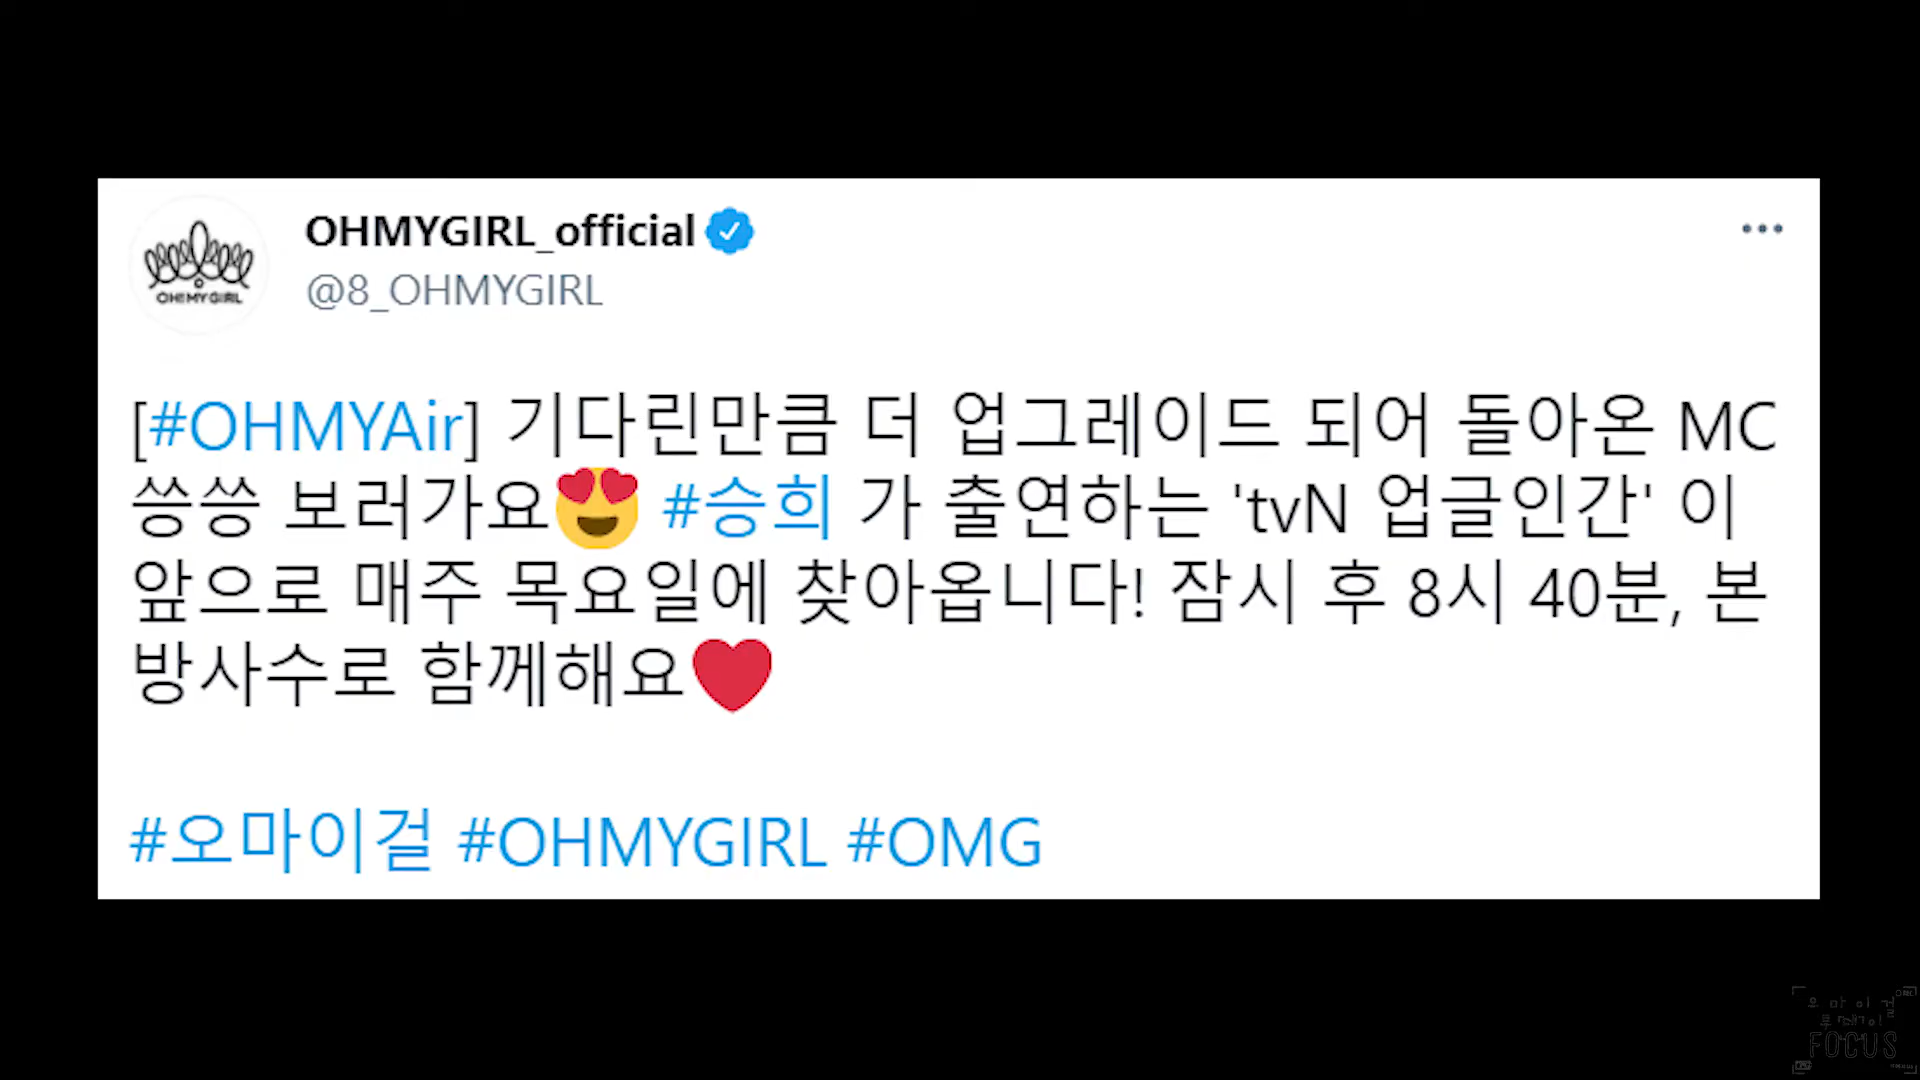 OHMYGIRL_official
@8_OHMYGIRL
OH!MY GIRL
[#OHMYAir] 기다린만큼 더 업그레이드 되어 돌아온 MC
씅씅 보러가요😍 #승희 가 출연하는 'tvN 업글인간' 이
앞으로 매주 목요일에 찾아옵니다! 잠시 후 8시 40분, 본
방사수로 함께해요❤️
#오마이걸 #OHMYGIRL #OMG
FOCUS